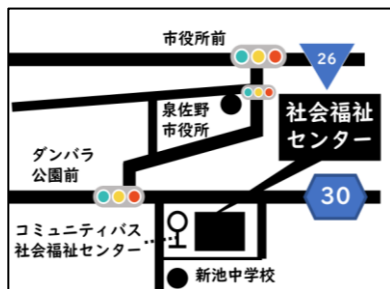 市役所前
26
泉佐野
市役所
社会福祉
センター
ダンバラ
公園前
30
コミュニティバス
社会福祉センター
新池中学校